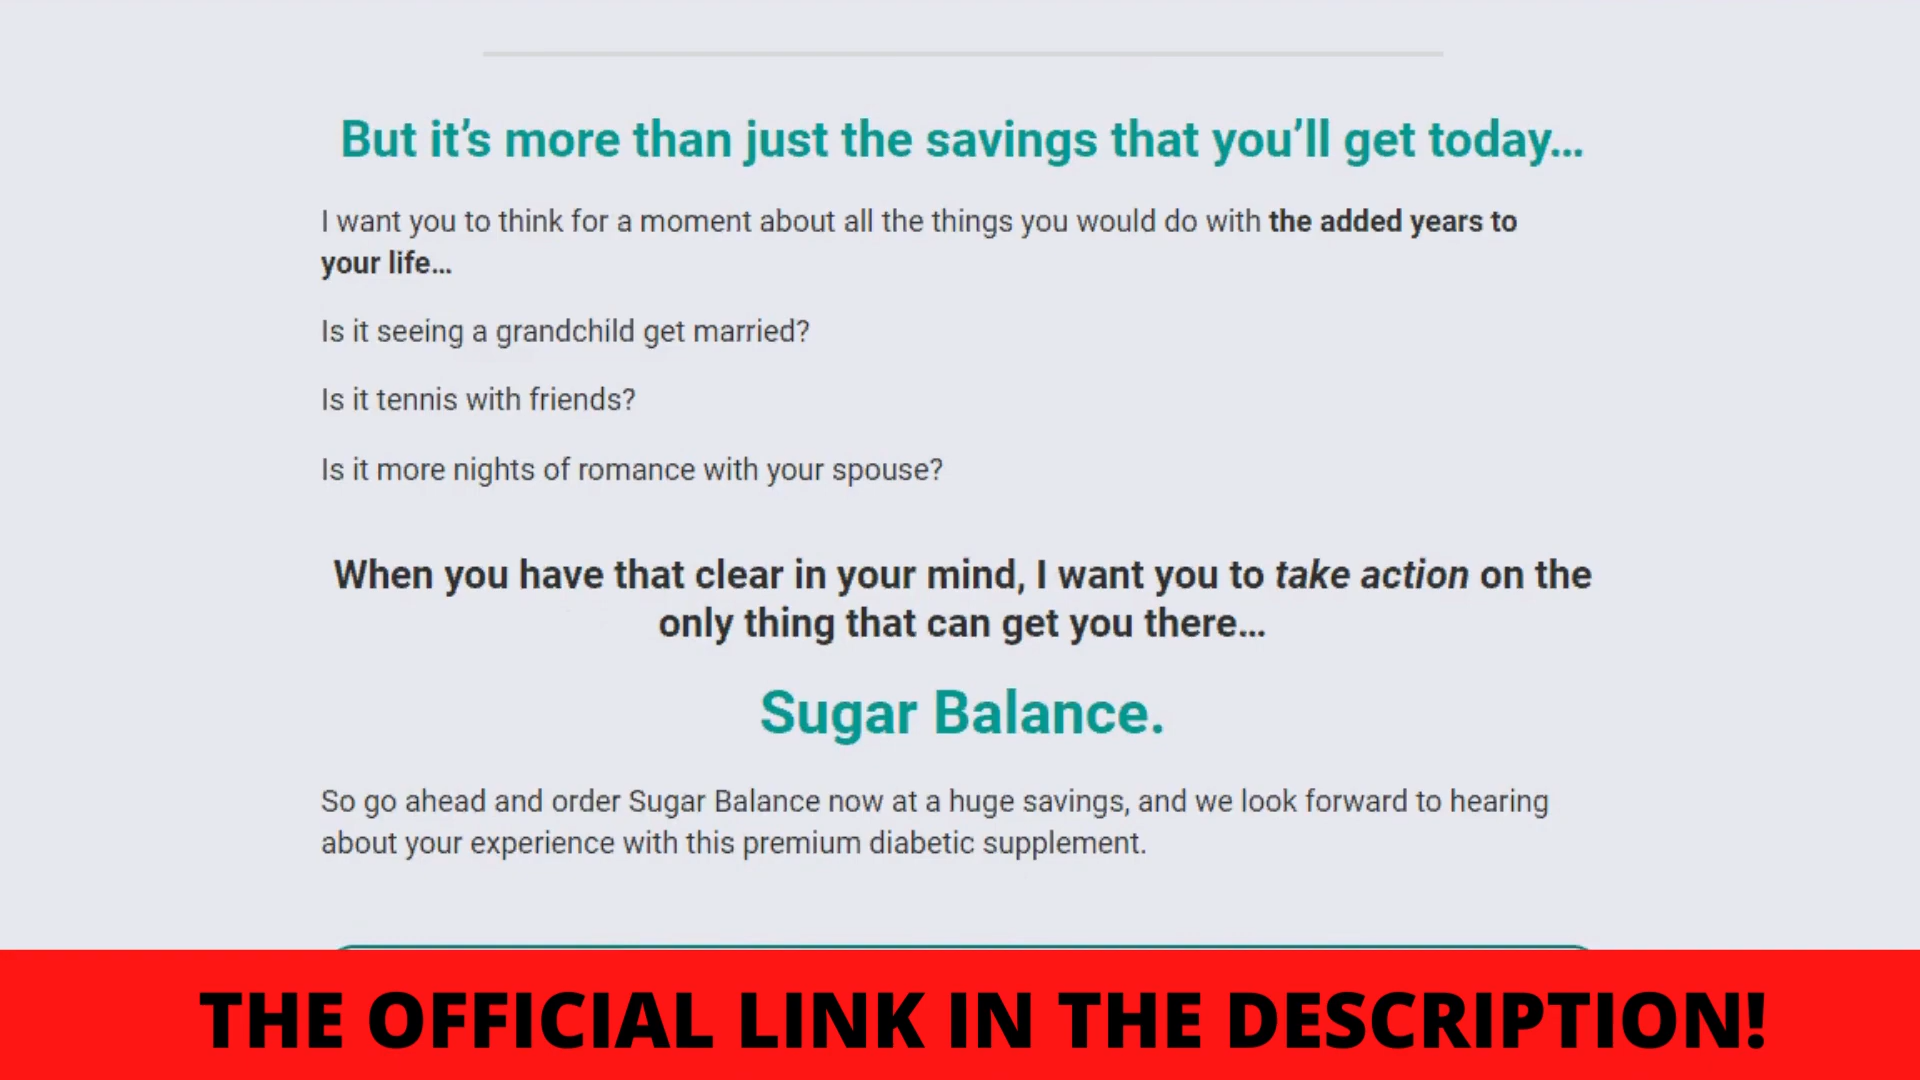 But it’s more than just the savings that you’ll get today…
I want you to think for a moment about all the things you would do with the added years to
your life…
Is it seeing a grandchild get married?
Is it tennis with friends?
Is it more nights of romance with your spouse?
When you have that clear in your mind, I want you to take action on the
only thing that can get you there…
Sugar Balance.
So go ahead and order Sugar Balance now at a huge savings, and we look forward to hearing
about your experience with this premium diabetic supplement.
THE OFFICIAL LINK IN THE DESCRIPTION!